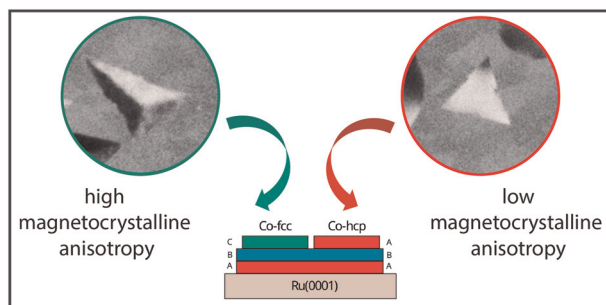 high
magnetocrystalline
anisotropy
low
magnetocrystalline
anisotropy
Co-fcc Co-hcp
C A
B B
A A
Ru(0001)